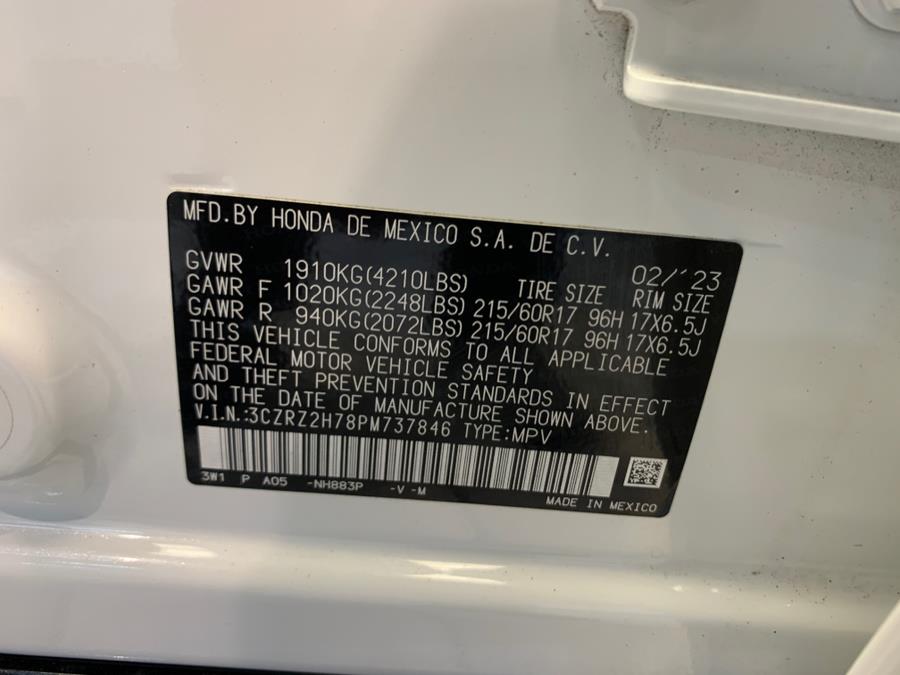 MFD.BY HONDA DE MEXICO S.A. DE C.V.
02/'23
GVWR 1910KG(4210LBS) TIRE SIZE RIM SIZE
GAWR F 1020KG(2248LBS) 215/60R17 96H 17X6.5J
GAWR R 940KG(2072LBS) 215/60R17 96H 17X6.5J
THIS VEHICLE CONFORMS TO ALL APPLICABLE
FEDERAL MOTOR VEHICLE SAFETY
AND THEFT PREVENTION STANDARDS IN EFFECT
ON THE DATE OF MANUFACTURE SHOWN ABOVE.
V.I.N.:3CZRZ2H78PM737846 TYPE:MPV
3W1 P A05 -NH883P -V -M
MADE IN MEXICO